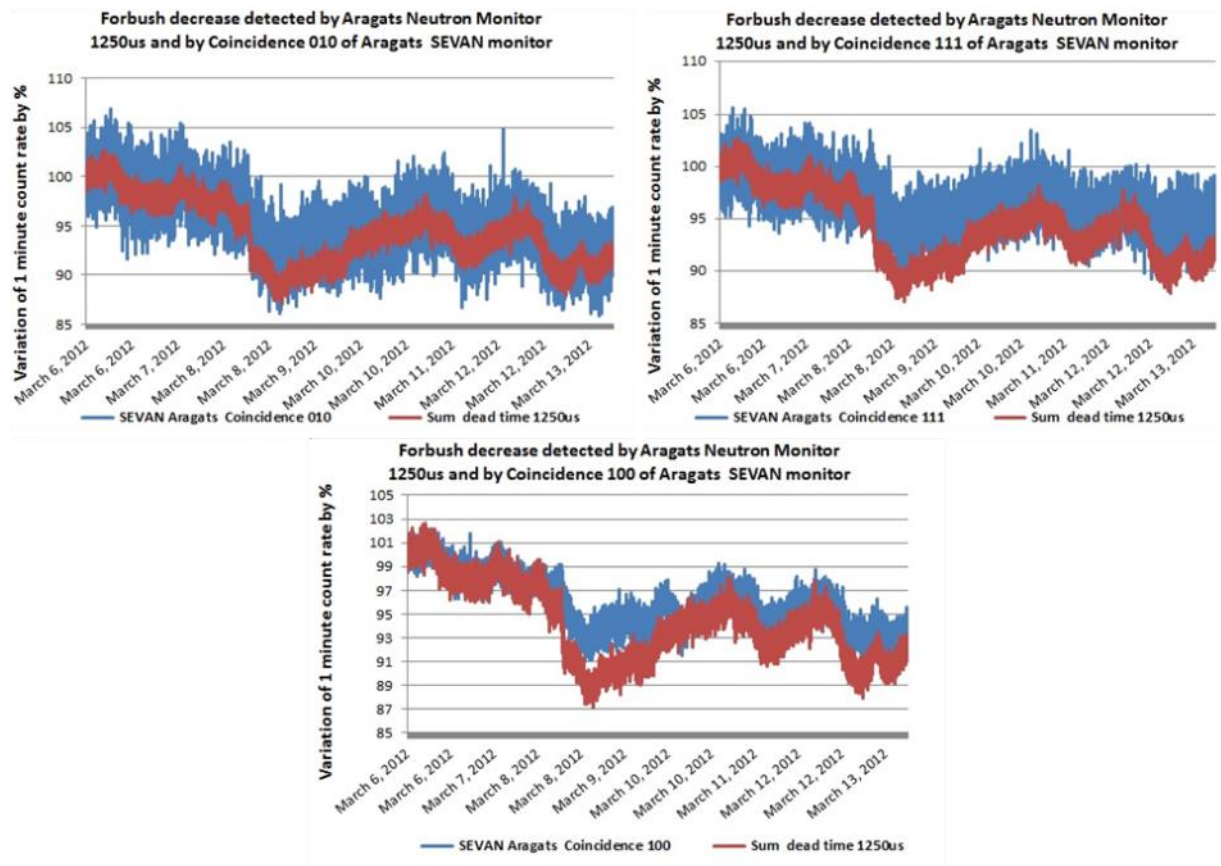 Forbush decrease detected by Aragats Neutron Monitor
1250us and by Coincidence 010 of Aragats SEVAN monitor
Variation of 1 minute count rate by %
110
105
100
95
90
85
March 6, 2012
March 6, 2012
March 7, 2012
March 8, 2012
March 8, 2012
March 9, 2012
March 10, 2012
March 10, 2012
March 11, 2012
March 12, 2012
March 12, 2012
March 13, 2012
SEVAN Aragats Coincidence 010
Sum dead time 1250us
Forbush decrease detected by Aragats Neutron Monitor
1250us and by Coincidence 111 of Aragats SEVAN monitor
Variation of 1 minute count rate by %
110
105
100
95
90
85
March 6, 2012
March 6, 2012
March 7, 2012
March 8, 2012
March 8, 2012
March 9, 2012
March 10, 2012
March 10, 2012
March 11, 2012
March 12, 2012
March 12, 2012
March 13, 2012
SEVAN Aragats Coincidence 111
Sum dead time 1250us
Forbush decrease detected by Aragats Neutron Monitor
1250us and by Coincidence 100 of Aragats SEVAN monitor
Variation of 1 minute count rate by %
105
103
101
99
97
95
93
91
89
87
85
March 6, 2012
March 6, 2012
March 7, 2012
March 8, 2012
March 8, 2012
March 9, 2012
March 10, 2012
March 10, 2012
March 11, 2012
March 12, 2012
March 12, 2012
March 13, 2012
SEVAN Aragats Coincidence 100
Sum dead time 1250us